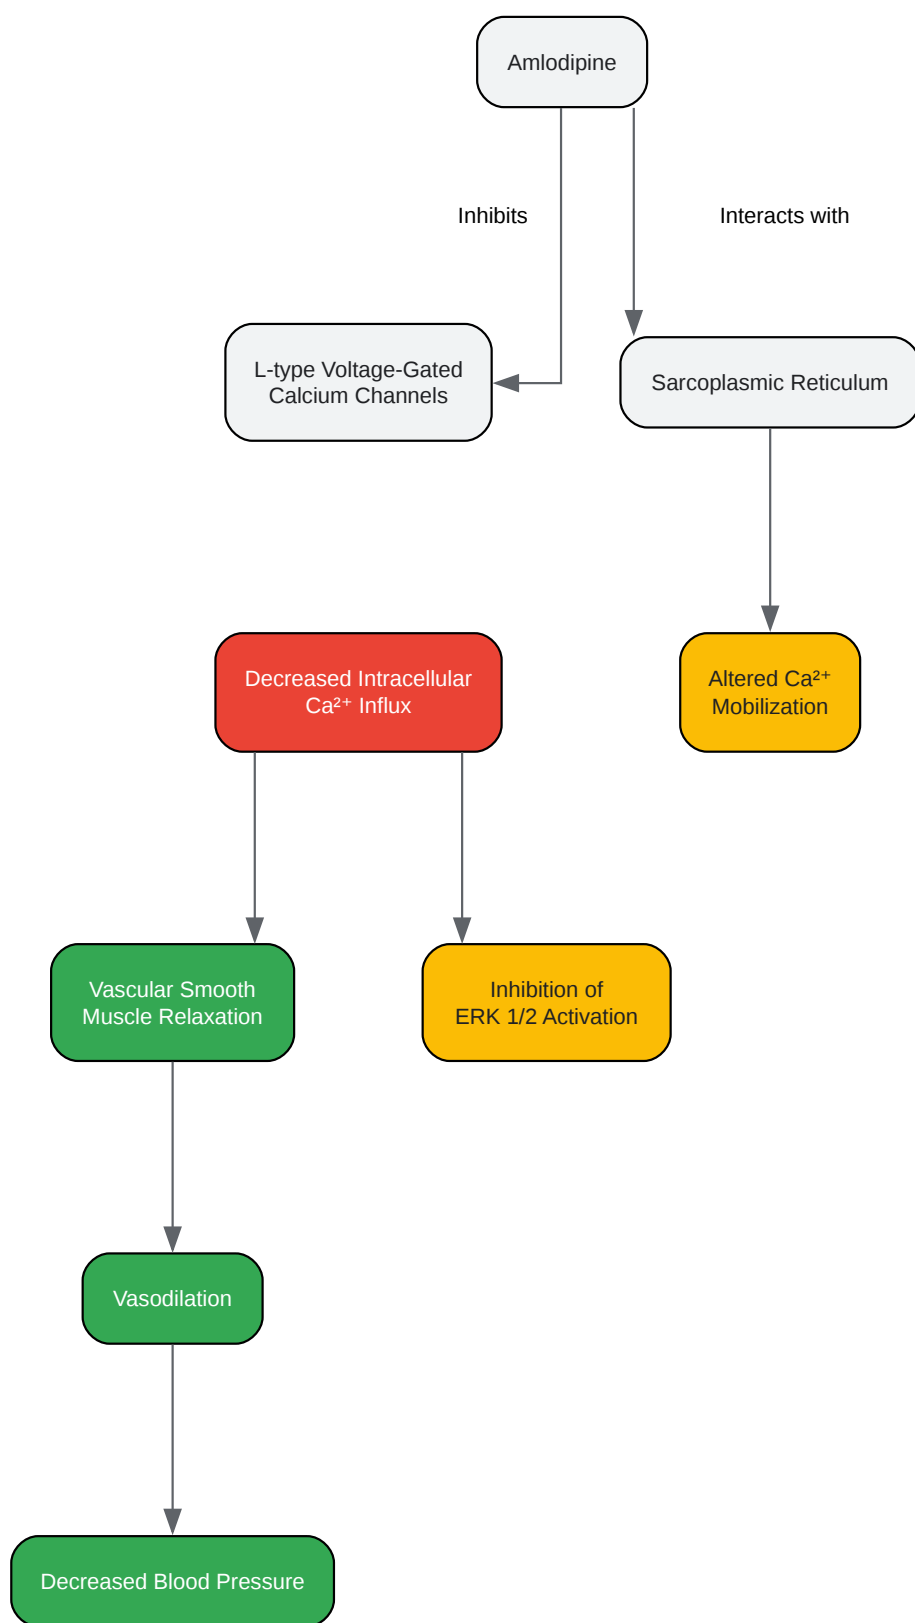 Amlodipine
Inhibits
Interacts with
L-type Voltage-Gated
Calcium Channels
Sarcoplasmic Reticulum
Decreased Intracellular
Ca²⁺ Influx
Altered Ca²⁺
Mobilization
Vascular Smooth
Muscle Relaxation
Inhibition of
ERK 1/2 Activation
Vasodilation
Decreased Blood Pressure